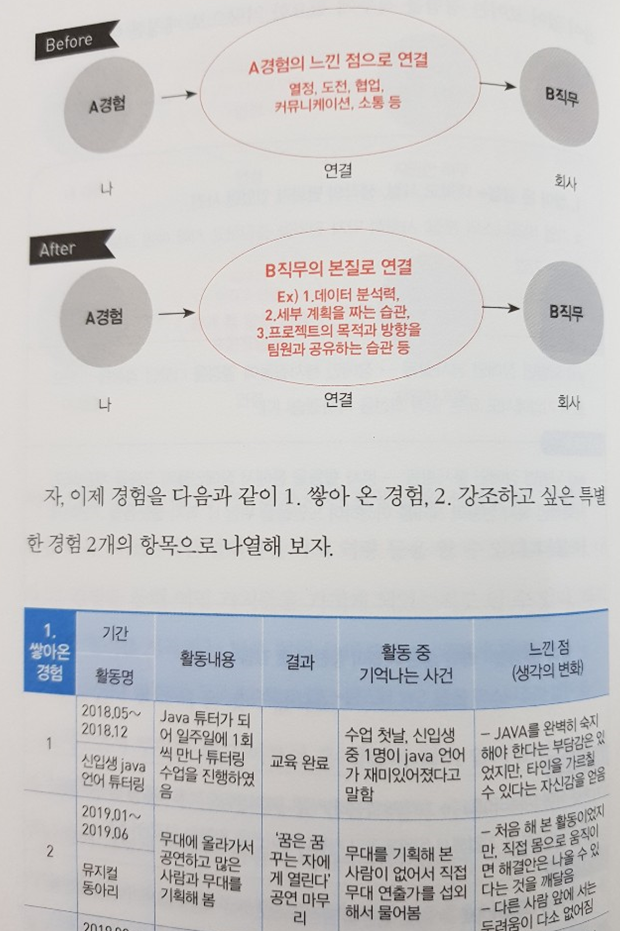 Before
A경험의 느낀 점으로 연결
열정, 도전, 협업,
커뮤니케이션, 소통 등
A경험
B직무
나
연결
회사
After
B직무의 본질로 연결
Ex) 1.데이터 분석력,
2.세부 계획을 짜는 습관,
3.프로젝트의 목적과 방향을
팀원과 공유하는 습관 등
A경험
B직무
나
연결
회사
자, 이제 경험을 다음과 같이 1. 쌓아 온 경험, 2. 강조하고 싶은 특별
한 경험 2개의 항목으로 나열해 보자.
1.
쌓아온
경험
기간
활동명
활동내용
결과
활동 중
기억나는 사건
느낀 점
(생각의 변화)
1
2018.05~
2018.12
신입생 java
언어 튜터링
Java 튜터가 되
어 일주일에 1회
씩 만나 튜터링
수업을 진행하였
음
교육 완료
수업 첫날, 신입생
중 1명이 java 언어
가 재미있어졌다고
말함
– JAVA를 완벽히 숙지
해야 한다는 부담감은 있
었지만, 타인을 가르칠
수 있다는 자신감을 얻음
2
2019.01~
2019.06
뮤지컬
동아리
무대에 올라가서
공연하고 많은
사람과 무대를
기획해 봄
'꿈은 꿈
꾸는 자에
게 열린다'
공연 마무
리
무대를 기획해 본
사람이 없어서 직접
무대 연출가를 섭외
해서 물어봄
– 처음 해 본 활동이었지
만, 직접 몸으로 움직이
면 해결안은 나올 수 있
다는 것을 깨달음
– 다른 사람 앞에 서는
두려움이 다소 없어짐